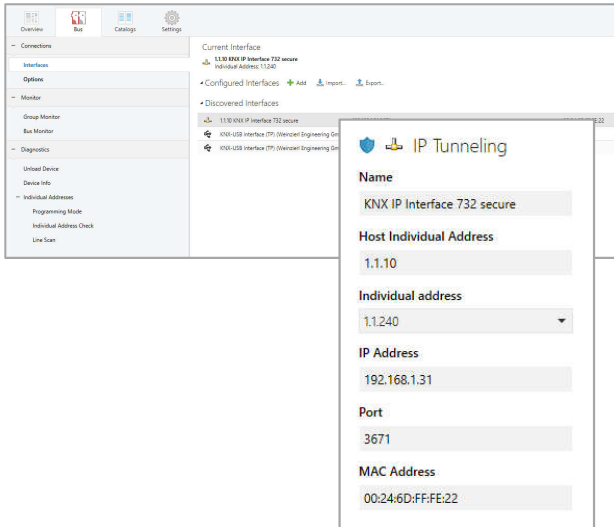 Overview
Bus
Catalogs
Settings
− Connections
Interfaces
Options
− Monitor
Group Monitor
Bus Monitor
− Diagnostics
Unload Device
Device Info
− Individual Addresses
Programming Mode
Individual Address Check
Line Scan
Current Interface
1.1.10 KNX IP Interface 732 secure
Individual Address: 1.1.240
Configured Interfaces + Add Import... Export...
Discovered Interfaces
1.1.10 KNX IP Interface 732 secure
KNX-USB Interface (TP) (Weinzierl Engineering Gm
KNX-USB Interface (TP) (Weinzierl Engineering Gm
IP Tunneling
Name
KNX IP Interface 732 secure
Host Individual Address
1.1.10
Individual address
1.1.240
IP Address
192.168.1.31
Port
3671
MAC Address
00:24:6D:FF:FE:22